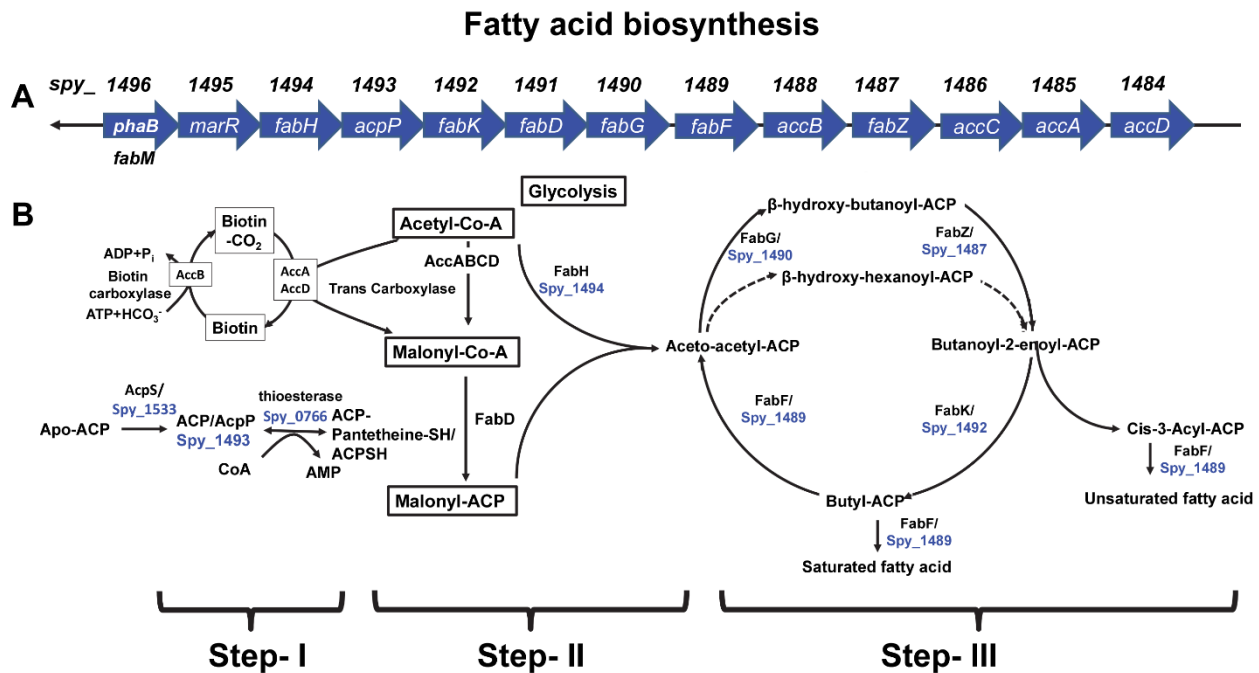 Fatty acid biosynthesis
A
spy_ 1496 1495 1494 1493 1492 1491 1490 1489 1488 1487 1486 1485 1484
phaB marR fabH acpP fabK fabD fabG fabF accB fabZ accC accA accD
fabM
B
Biotin
-CO2
ADP+Pi
AccB
Biotin
carboxylase
ATP+HCO3-
AccA
AccD
Biotin
Glycolysis
Acetyl-Co-A
AccABCD
Trans Carboxylase
FabH
Spy_1494
Malonyl-Co-A
FabD
Malonyl-ACP
Apo-ACP
AcpS/
Spy_1533
ACP/AcpP
Spy_1493
thioesterase
Spy_0766
ACP-
Pantetheine-SH/
ACPSH
CoA
AMP
β-hydroxy-butanoyl-ACP
FabG/
Spy_1490
FabZ/
Spy_1487
β-hydroxy-hexanoyl-ACP
Aceto-acetyl-ACP
Butanoyl-2-enoyl-ACP
FabF/
Spy_1489
FabK/
Spy_1492
Cis-3-Acyl-ACP
FabF/
Spy_1489
Unsaturated fatty acid
Butyl-ACP
FabF/
Spy_1489
Saturated fatty acid
Step- I
Step- II
Step- III